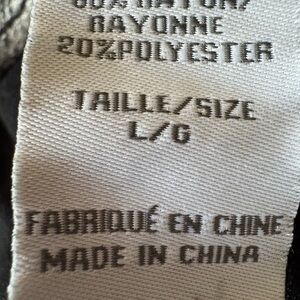 RAYONNE
20%POLYESTER
TAILLE/SIZE
L/G
FABRIQUÉ EN CHINE
MADE IN CHINA